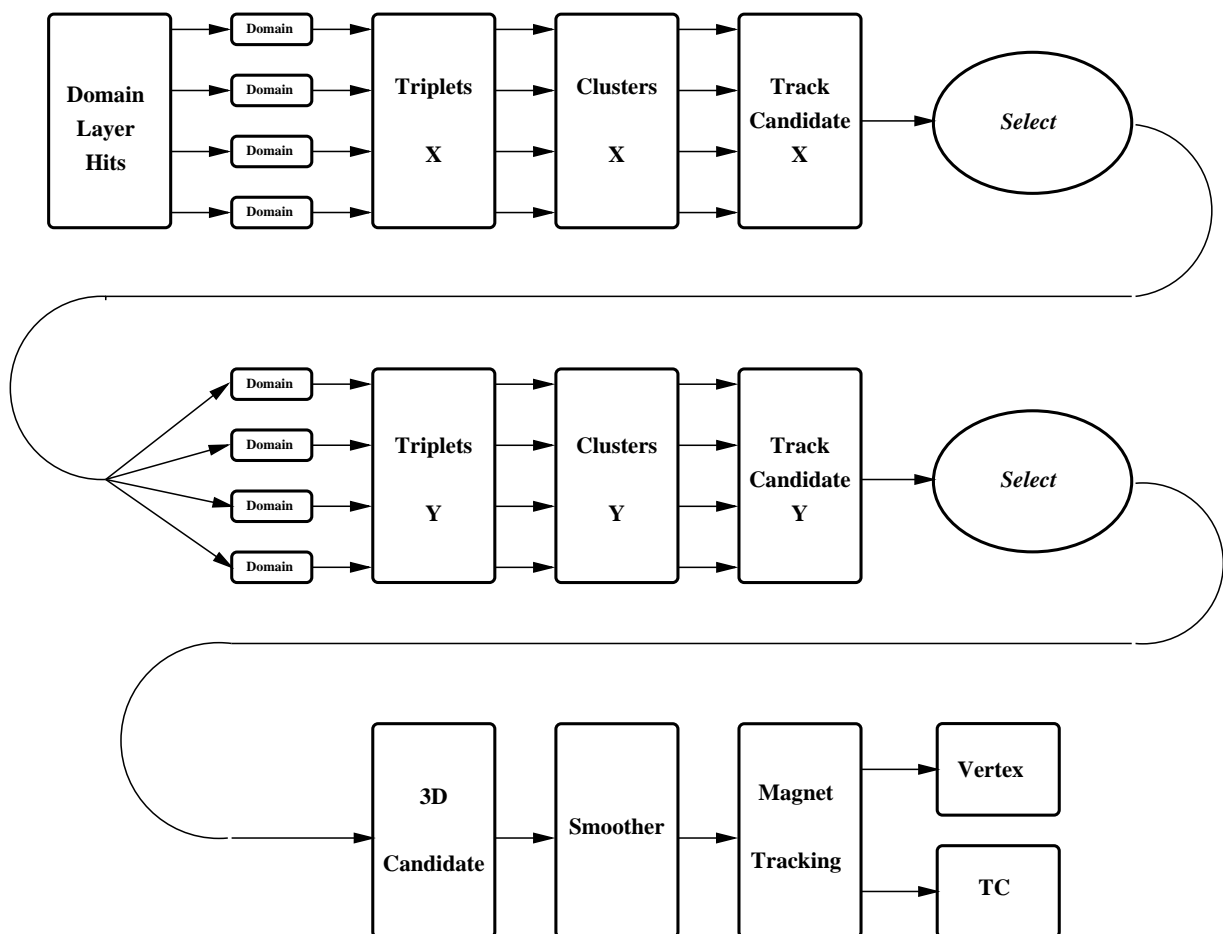 Domain
Layer
Hits
Domain
Domain
Domain
Domain
Triplets
X
Clusters
X
Track
Candidate
X
Select
Domain
Domain
Domain
Domain
Triplets
Y
Clusters
Y
Track
Candidate
Y
Select
3D
Candidate
Smoother
Magnet
Tracking
Vertex
TC